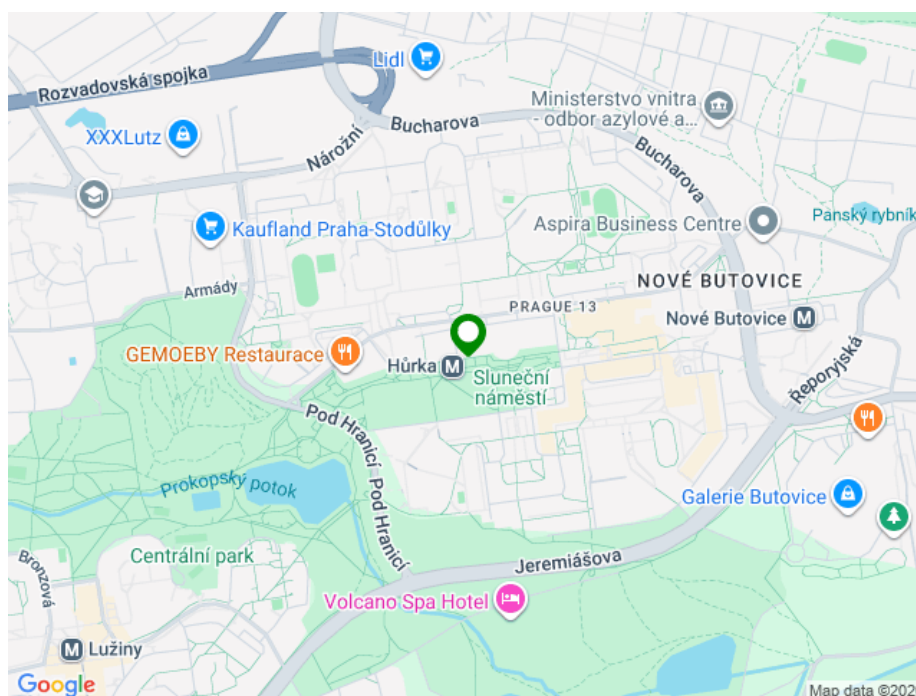 Lidl
Rozvadovská spojka
Ministerstvo vnitra
- odbor azylové a...
XXXLutz
Nárožní
Bucharova
Bucharova
Aspira Business Centre
Panský rybník
Kaufland Praha-Stodůlky
NOVÉ BUTOVICE
Armády
PRAGUE 13
Nové Butovice
M
GEMOEBY Restaurace
Hůrka
M
Sluneční
náměstí
Řeporyjská
Pod Hranicí
Pod Hranicí
Prokopský potok
Galerie Butovice
Centrální park
Jeremiášova
Bronzová
Volcano Spa Hotel
M
Lužiny
Google
Map data ©202